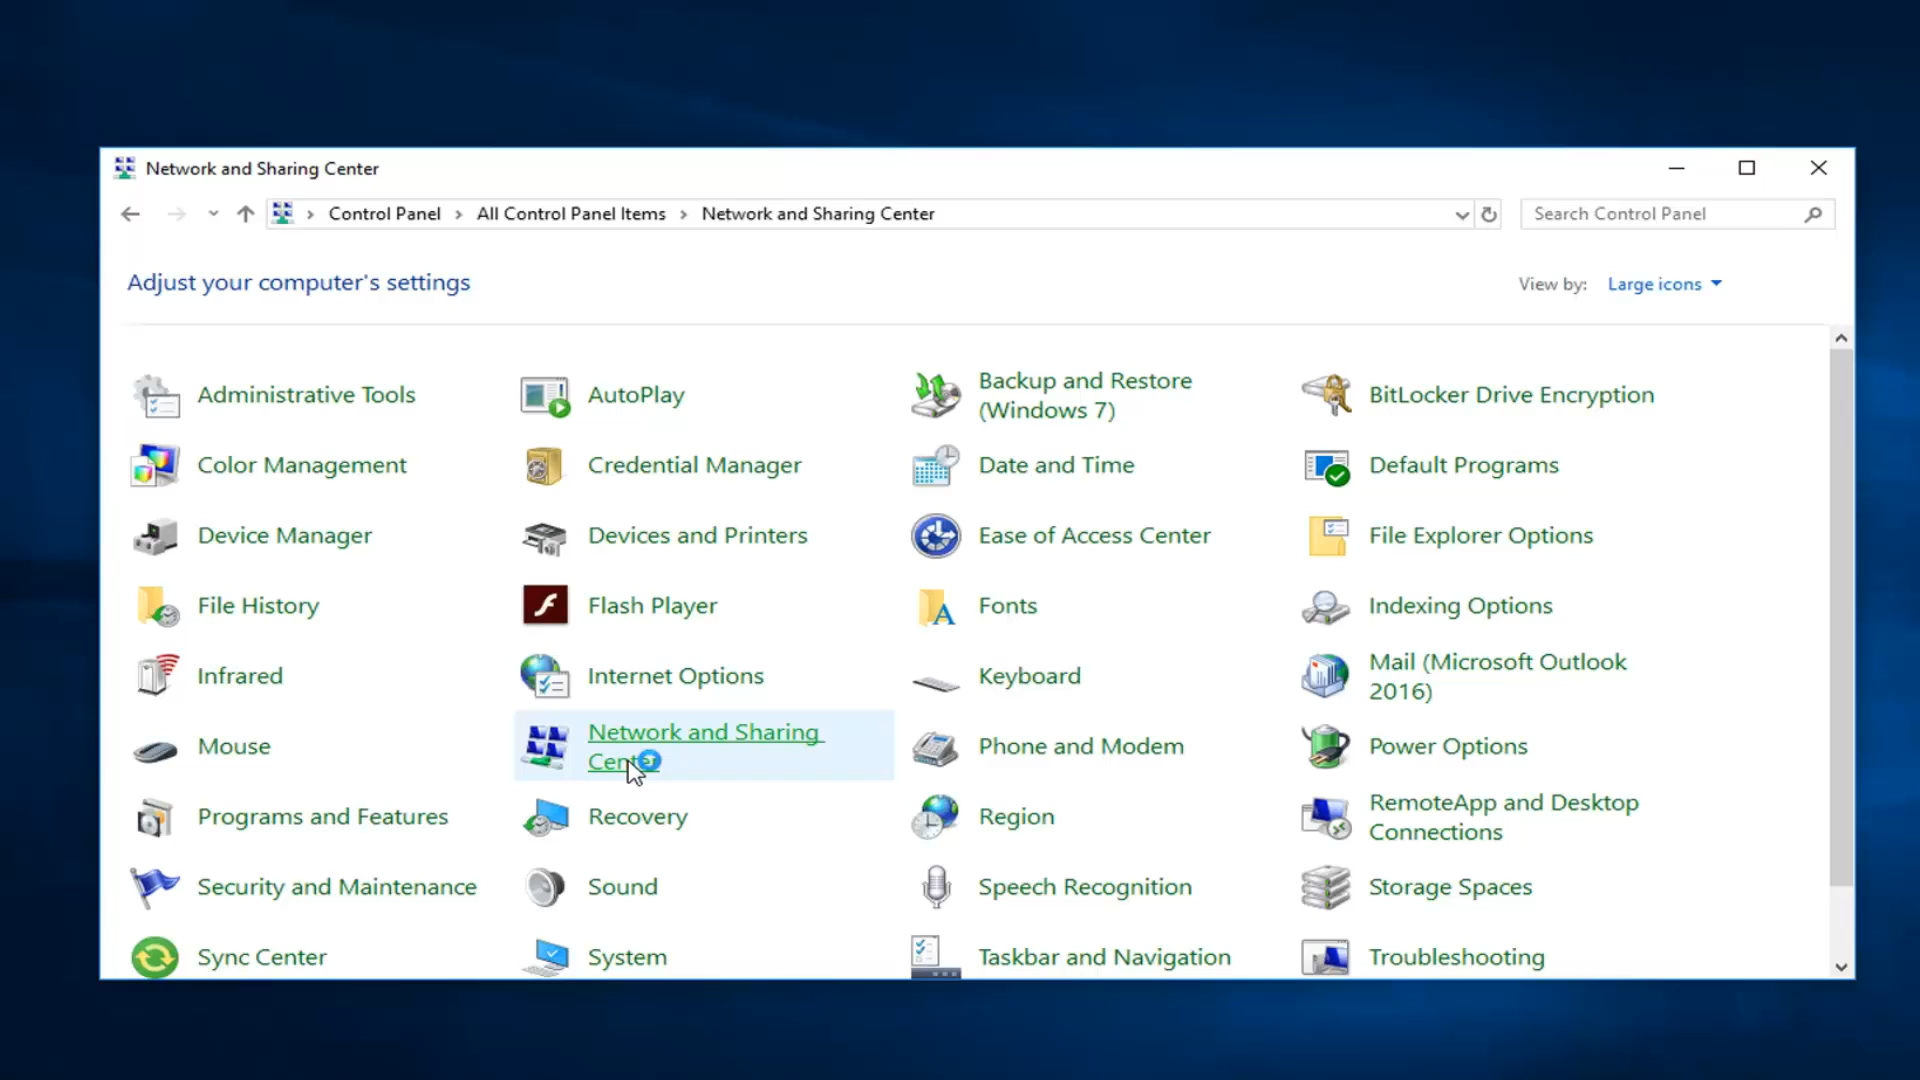 Network and Sharing Center
Control Panel > All Control Panel Items > Network and Sharing Center
Search Control Panel
Adjust your computer's settings
View by: Large icons
Administrative Tools
AutoPlay
Backup and Restore
(Windows 7)
BitLocker Drive Encryption
Color Management
Credential Manager
Date and Time
Default Programs
Device Manager
Devices and Printers
Ease of Access Center
File Explorer Options
File History
Flash Player
Fonts
Indexing Options
Infrared
Internet Options
Keyboard
Mail (Microsoft Outlook
2016)
Mouse
Network and Sharing
Center
Phone and Modem
Power Options
Programs and Features
Recovery
Region
RemoteApp and Desktop
Connections
Security and Maintenance
Sound
Speech Recognition
Storage Spaces
Sync Center
System
Taskbar and Navigation
Troubleshooting